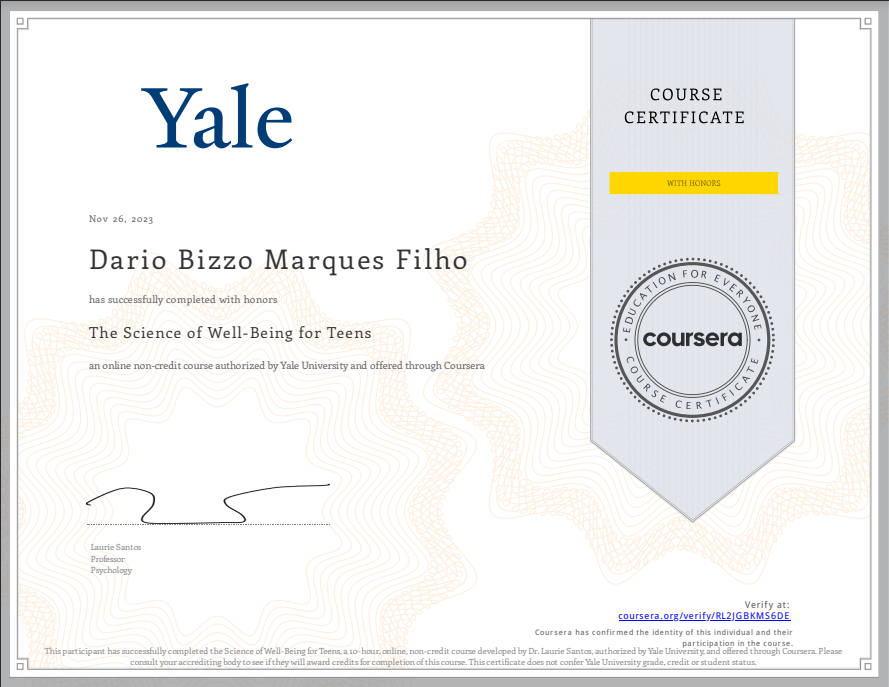 Yale
COURSE
CERTIFICATE
WITH HONORS
Nov 26, 2023
Dario Bizzo Marques Filho
has successfully completed with honors
The Science of Well-Being for Teens
an online non-credit course authorized by Yale University and offered through Coursera
EDUCATION FOR EVERYONE
coursera
COURSE CERTIFICATE
Laurie Santos
Professor
Psychology
Verify at:
coursera.org/verify/RL2JGBKMS6DE
Coursera has confirmed the identity of this individual and their
participation in the course.
This participant has successfully completed the Science of Well-Being for Teens, a 10-hour, online, non-credit course developed by Dr. Laurie Santos, authorized by Yale University, and offered through Coursera. Please
consult your accrediting body to see if they will award credits for completion of this course. This certificate does not confer Yale University grade, credit or student status.